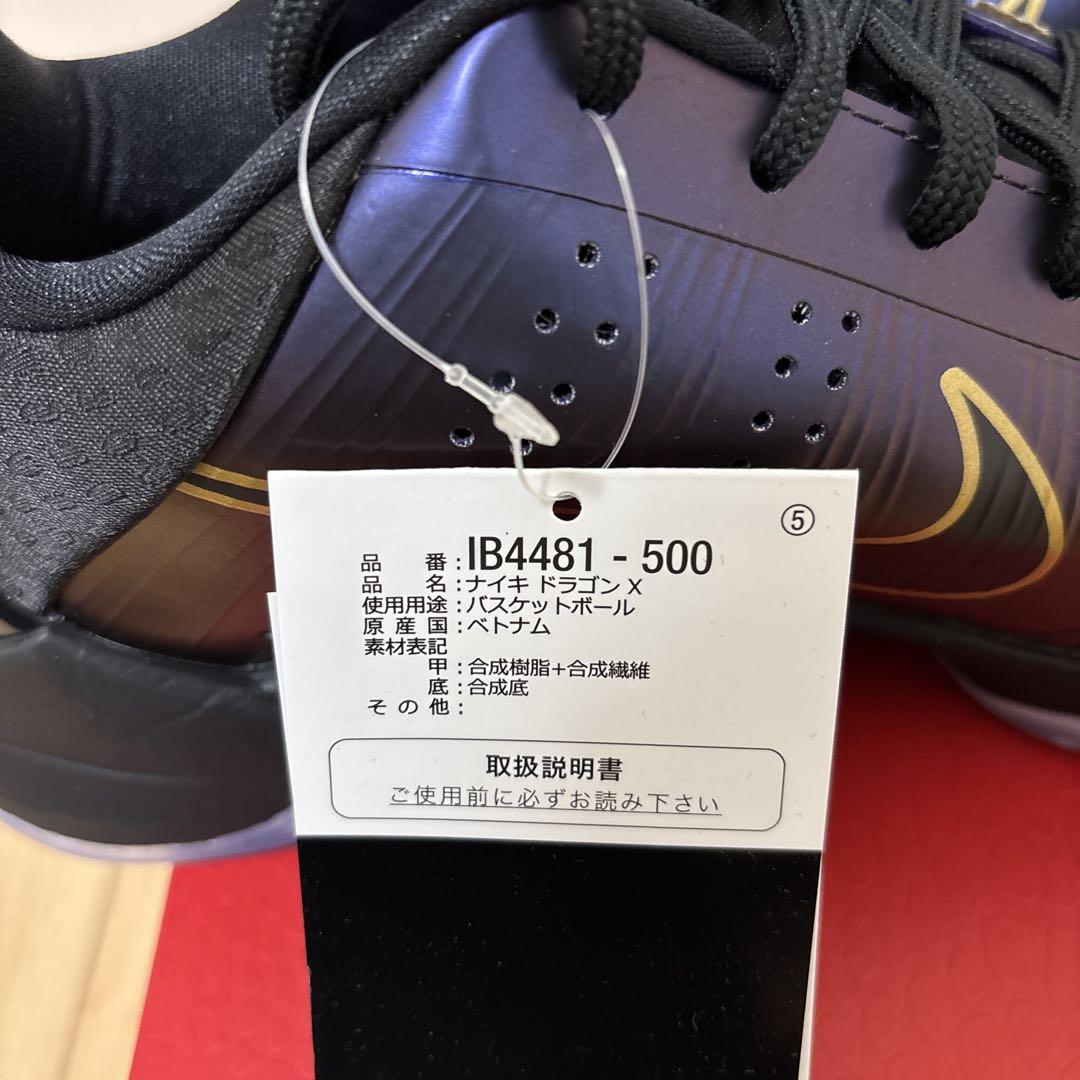 ⑤
品番:IB4481-500
品名:ナイキ ドラゴン X
使用用途:バスケットボール
原産国:ベトナム
素材表記
甲:合成樹脂+合成繊維
底:合成底
その他:
取扱説明書
ご使用前に必ずお読み下さい